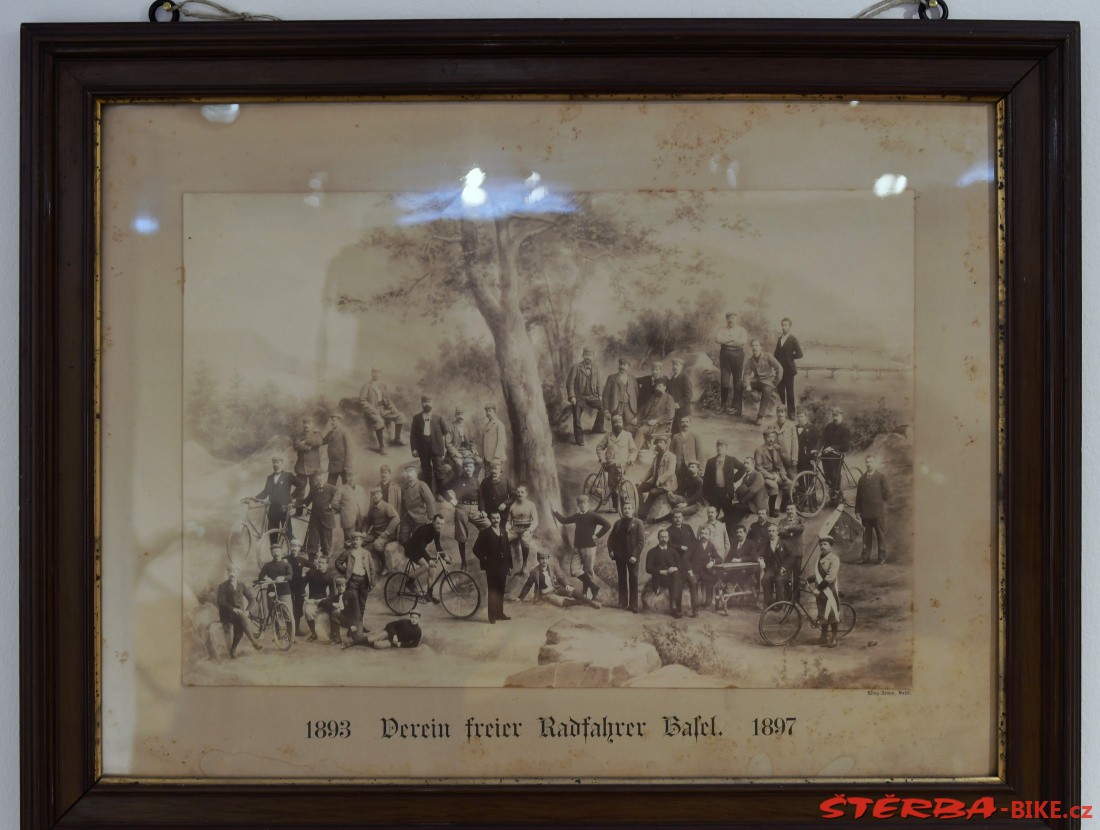 1893 Verein freier Radfahrer Basel. 1897
ŠTĚRBA-BIKE.cz